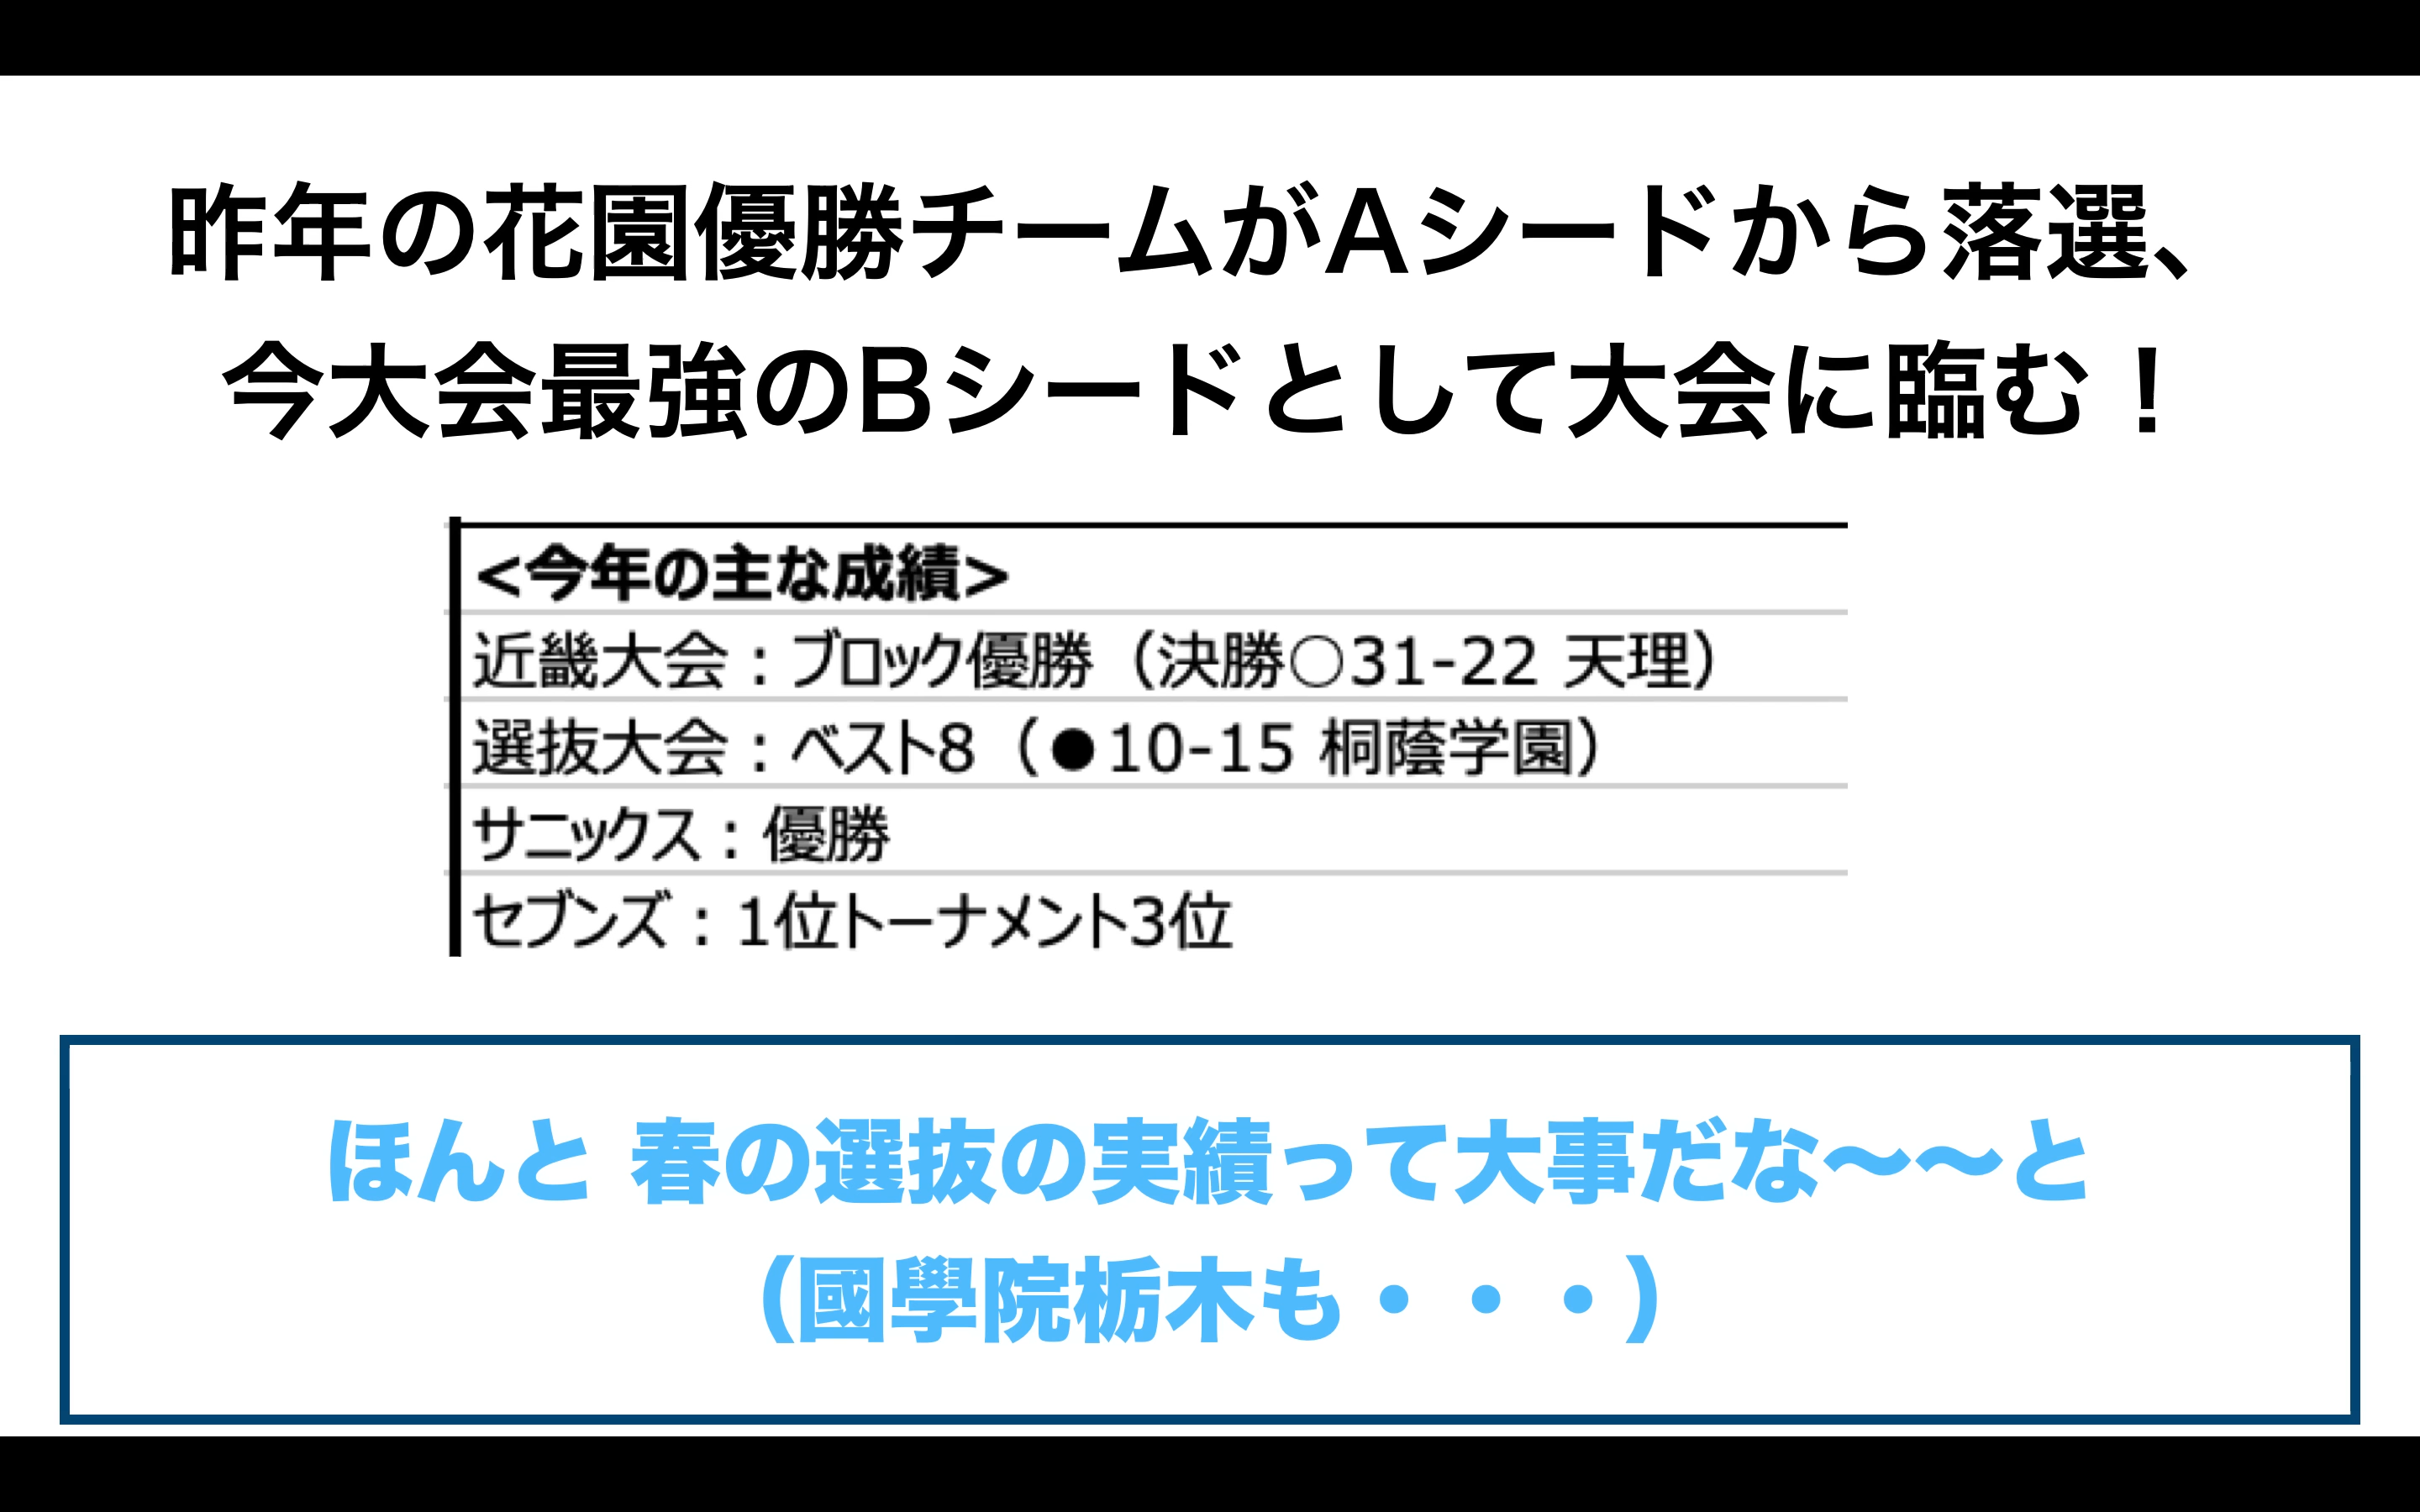 昨年の花園優勝チームがAシードから落選、
今大会最強のBシードとして大会に臨む！
<今年の主な成績>
近畿大会：ブロック優勝（決勝○31-22 天理）
選抜大会：ベスト8（●10-15 桐蔭学園）
サニックス：優勝
セブンズ：1位トーナメント3位
ほんと 春の選抜の実績って大事だな〜〜と
(國學院栃木も・・・)